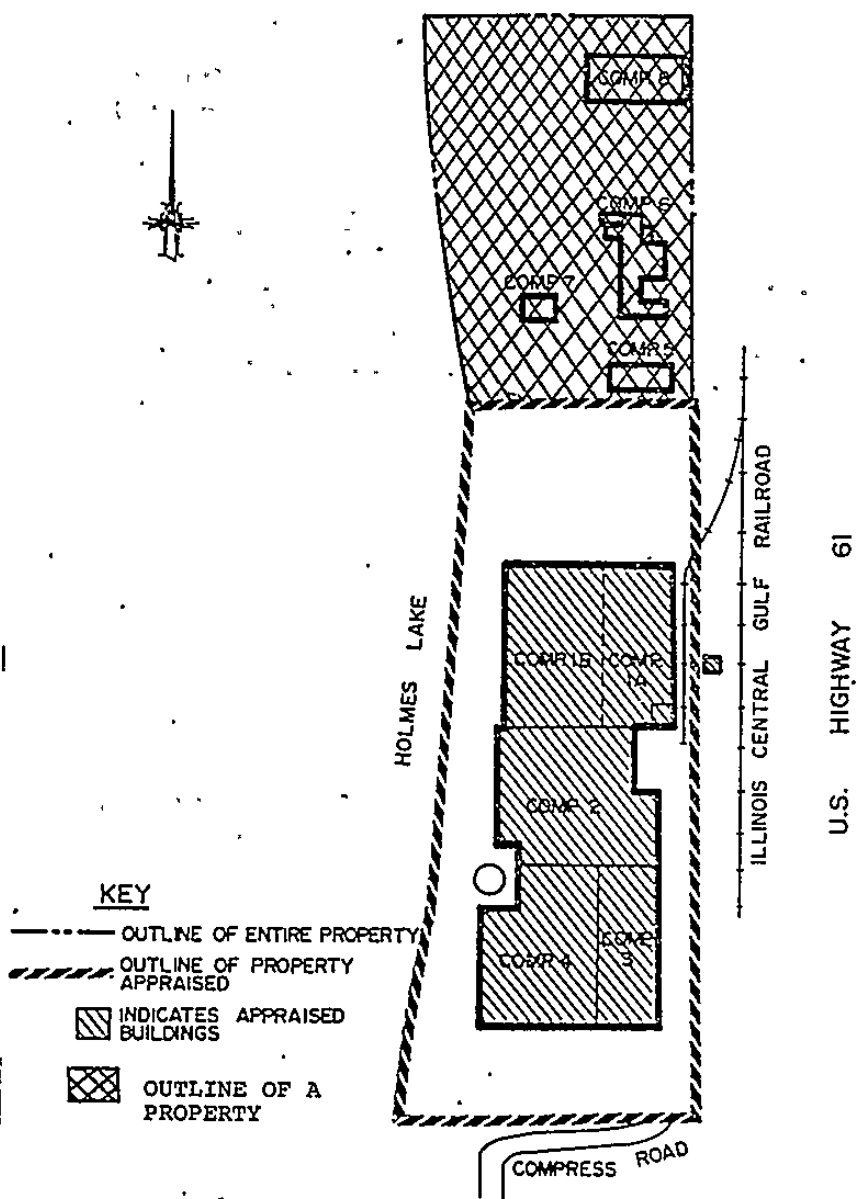 COMP. 8
COMP. 6
COMP. 7
COMP. 5
HOLMES LAKE
ILLINOIS CENTRAL GULF RAILROAD
U.S. HIGHWAY 61
COMP. 1B
COMP. 1A
COMP. 2
COMP. 4
COMP. 3
KEY
OUTLINE OF ENTIRE PROPERTY
OUTLINE OF PROPERTY
APPRAISED
INDICATES APPRAISED
BUILDINGS
OUTLINE OF A
PROPERTY
COMPRESS ROAD